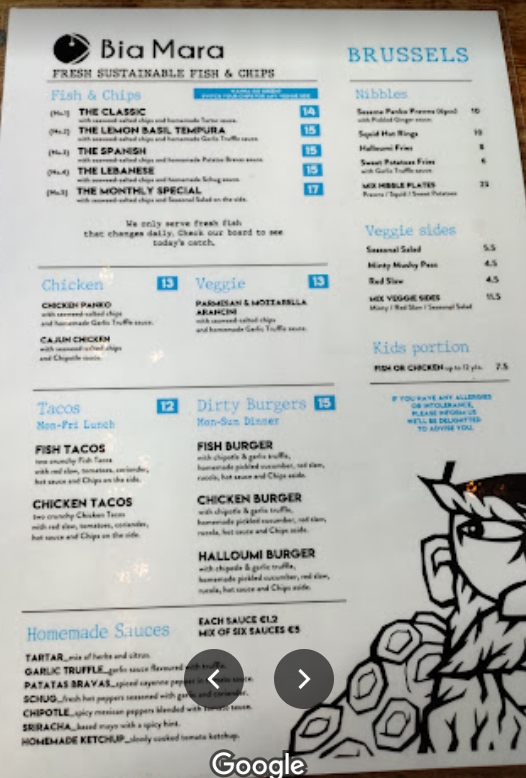 Bia Mara
FRESH SUSTAINABLE FISH & CHIPS
BRUSSELS
Fish & Chips
(No.1) THE CLASSIC 14
with seaweed-salted chips and homemade Tartar sauce.
(No.2) THE LEMON BASIL TEMPURA 15
with seaweed-salted chips and homemade Garlic Truffle sauce.
(No.3) THE SPANISH 15
with seaweed-salted chips and homemade Patatas Bravas sauce.
(No.4) THE LEBANESE 15
with seaweed-salted chips and homemade Schug sauce.
(No.5) THE MONTHLY SPECIAL 17
with seaweed-salted chips and Seasonal Salad on the side.
We only serve fresh fish
that changes daily. Check our board to see
today's catch.
Nibbles
Sesame Panko Prawns (6pcs) 10
with Pickled Ginger sauce.
Squid Hot Rings 10
Halloumi Fries 8
Sweet Potatoes Fries 6
with Garlic Truffle sauce.
MIX NIBBLE PLATES
Prawns / Squid / Sweet Potatoes
Veggie sides
Seasonal Salad 5.5
Minty Mushy Peas 4.5
Red Slaw 4.5
MIX VEGGIE SIDES 11.5
Minty / Red Slaw / Seasonal Salad
Kids portion
FISH OR CHICKEN up to 12 yrs. 7.5
IF YOU HAVE ANY ALLERGIES
OR INTOLERANCE,
PLEASE INFORM US
WE'LL BE DELIGHTED
TO ADVISE YOU.
Chicken 13
CHICKEN PANKO
with seaweed-salted chips
and homemade Garlic Truffle sauce.
CAJUN CHICKEN
with seaweed-salted chips
and Chipotle sauce.
Veggie 13
PARMESAN & MOZZARELLA
ARANCINI
with seaweed-salted chips
and homemade Garlic Truffle sauce.
Tacos 12
Mon-Fri Lunch
FISH TACOS
two crunchy Fish Tacos
with red slaw, tomatoes, coriander,
hot sauce and Chips on the side.
CHICKEN TACOS
two crunchy Chicken Tacos
with red slaw, tomatoes, coriander,
hot sauce and Chips on the side.
Dirty Burgers 15
Mon-Sun Dinner
FISH BURGER
with chipotle & garlic truffle,
homemade pickled cucumber, red slaw,
rucola, hot sauce and Chips aside.
CHICKEN BURGER
with chipotle & garlic truffle,
homemade pickled cucumber, red slaw,
rucola, hot sauce and Chips aside.
HALLOUMI BURGER
with chipotle & garlic truffle,
homemade pickled cucumber, red slaw,
rucola, hot sauce and Chips aside.
Homemade Sauces
EACH SAUCE €1.2
MIX OF SIX SAUCES €5
TARTAR_mix of herbs and citrus.
GARLIC TRUFFLE_garlic sauce flavoured with truffle.
PATATAS BRAVAS_spiced cayenne pepper in tomato sauce.
SCHUG_fresh hot peppers seasoned with garlic and coriander.
CHIPOTLE_spicy mexican peppers blended with tomato sauce.
SRIRACHA_based mayo with a spicy hint.
HOMEMADE KETCHUP_slowly cooked tomato ketchup.
Google